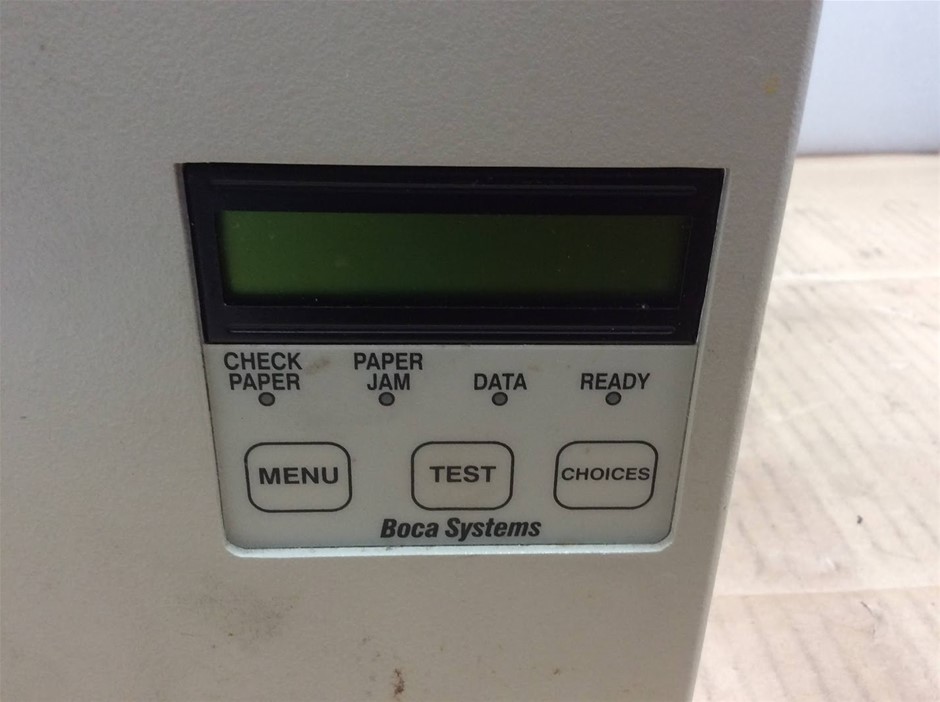 CHECK
PAPER
PAPER
JAM
DATA
READY
MENU
TEST
CHOICES
Boca Systems